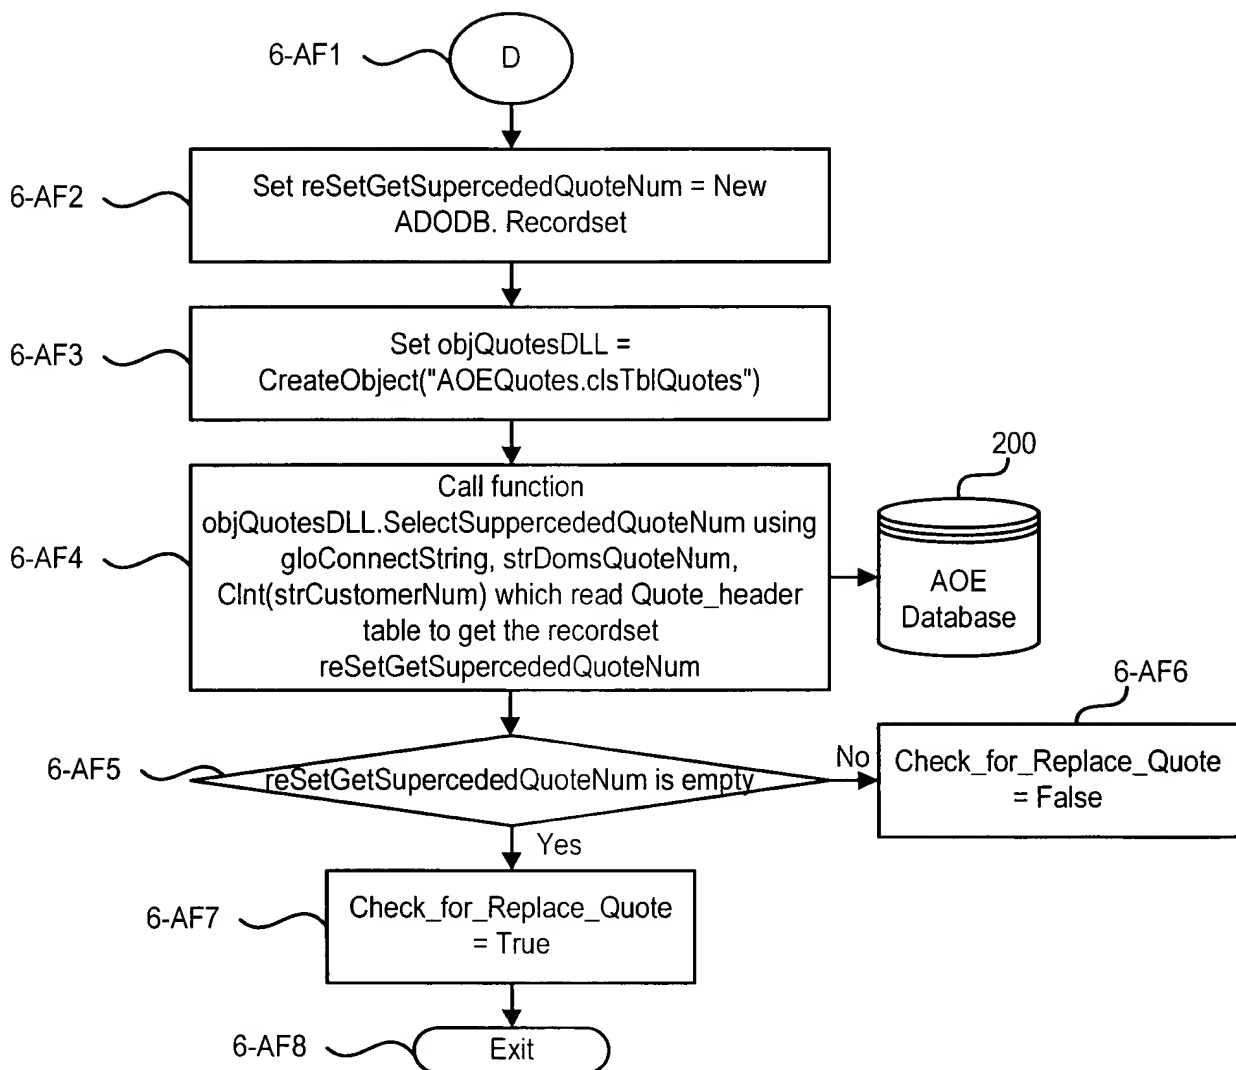 6-AF1
D
6-AF2
Set reSetGetSupercededQuoteNum = New
ADODB. Recordset
6-AF3
Set objQuotesDLL =
CreateObject("AOEQuotes.clsTblQuotes")
6-AF4
Call function
objQuotesDLL.SelectSuppercededQuoteNum using
gloConnectString, strDomsQuoteNum,
CInt(strCustomerNum) which read Quote_header
table to get the recordset
reSetGetSupercededQuoteNum
200
AOE
Database
6-AF5
reSetGetSupercededQuoteNum is empty
No
6-AF6
Check_for_Replace_Quote
= False
Yes
6-AF7
Check_for_Replace_Quote
= True
6-AF8
Exit